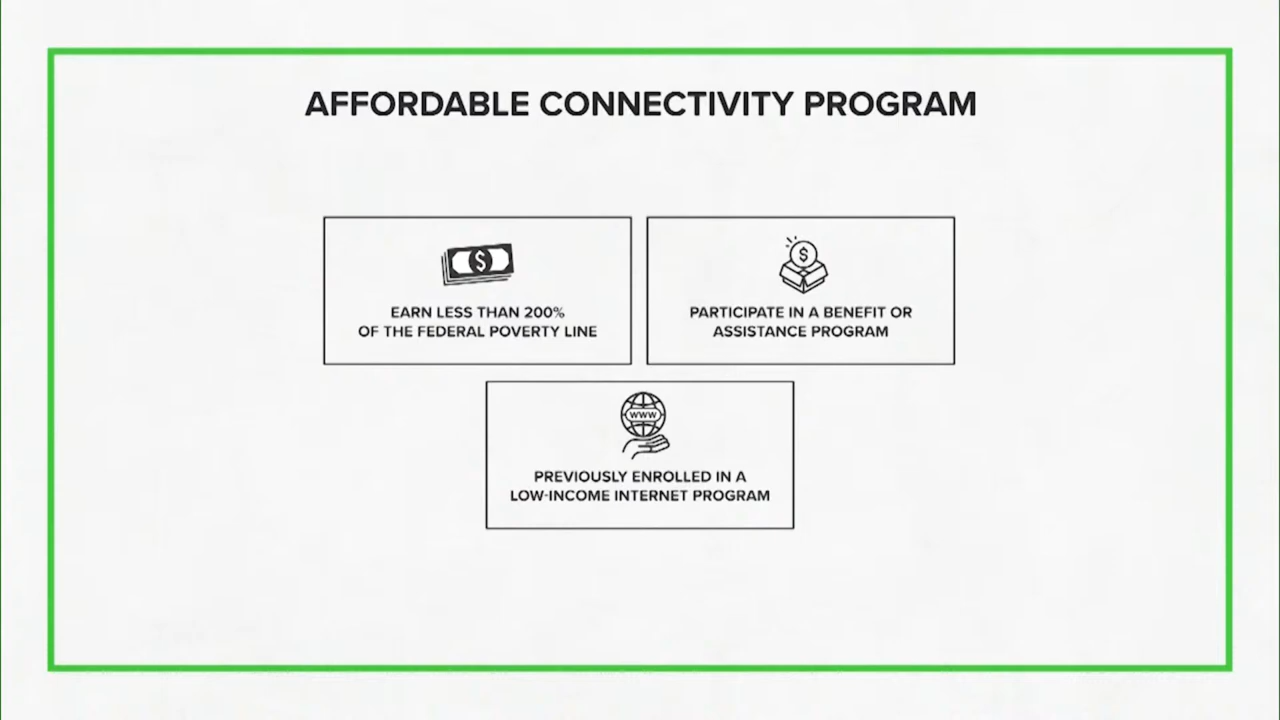 AFFORDABLE CONNECTIVITY PROGRAM
$
EARN LESS THAN 200%
OF THE FEDERAL POVERTY LINE
$
PARTICIPATE IN A BENEFIT OR
ASSISTANCE PROGRAM
WWW
PREVIOUSLY ENROLLED IN A
LOW-INCOME INTERNET PROGRAM